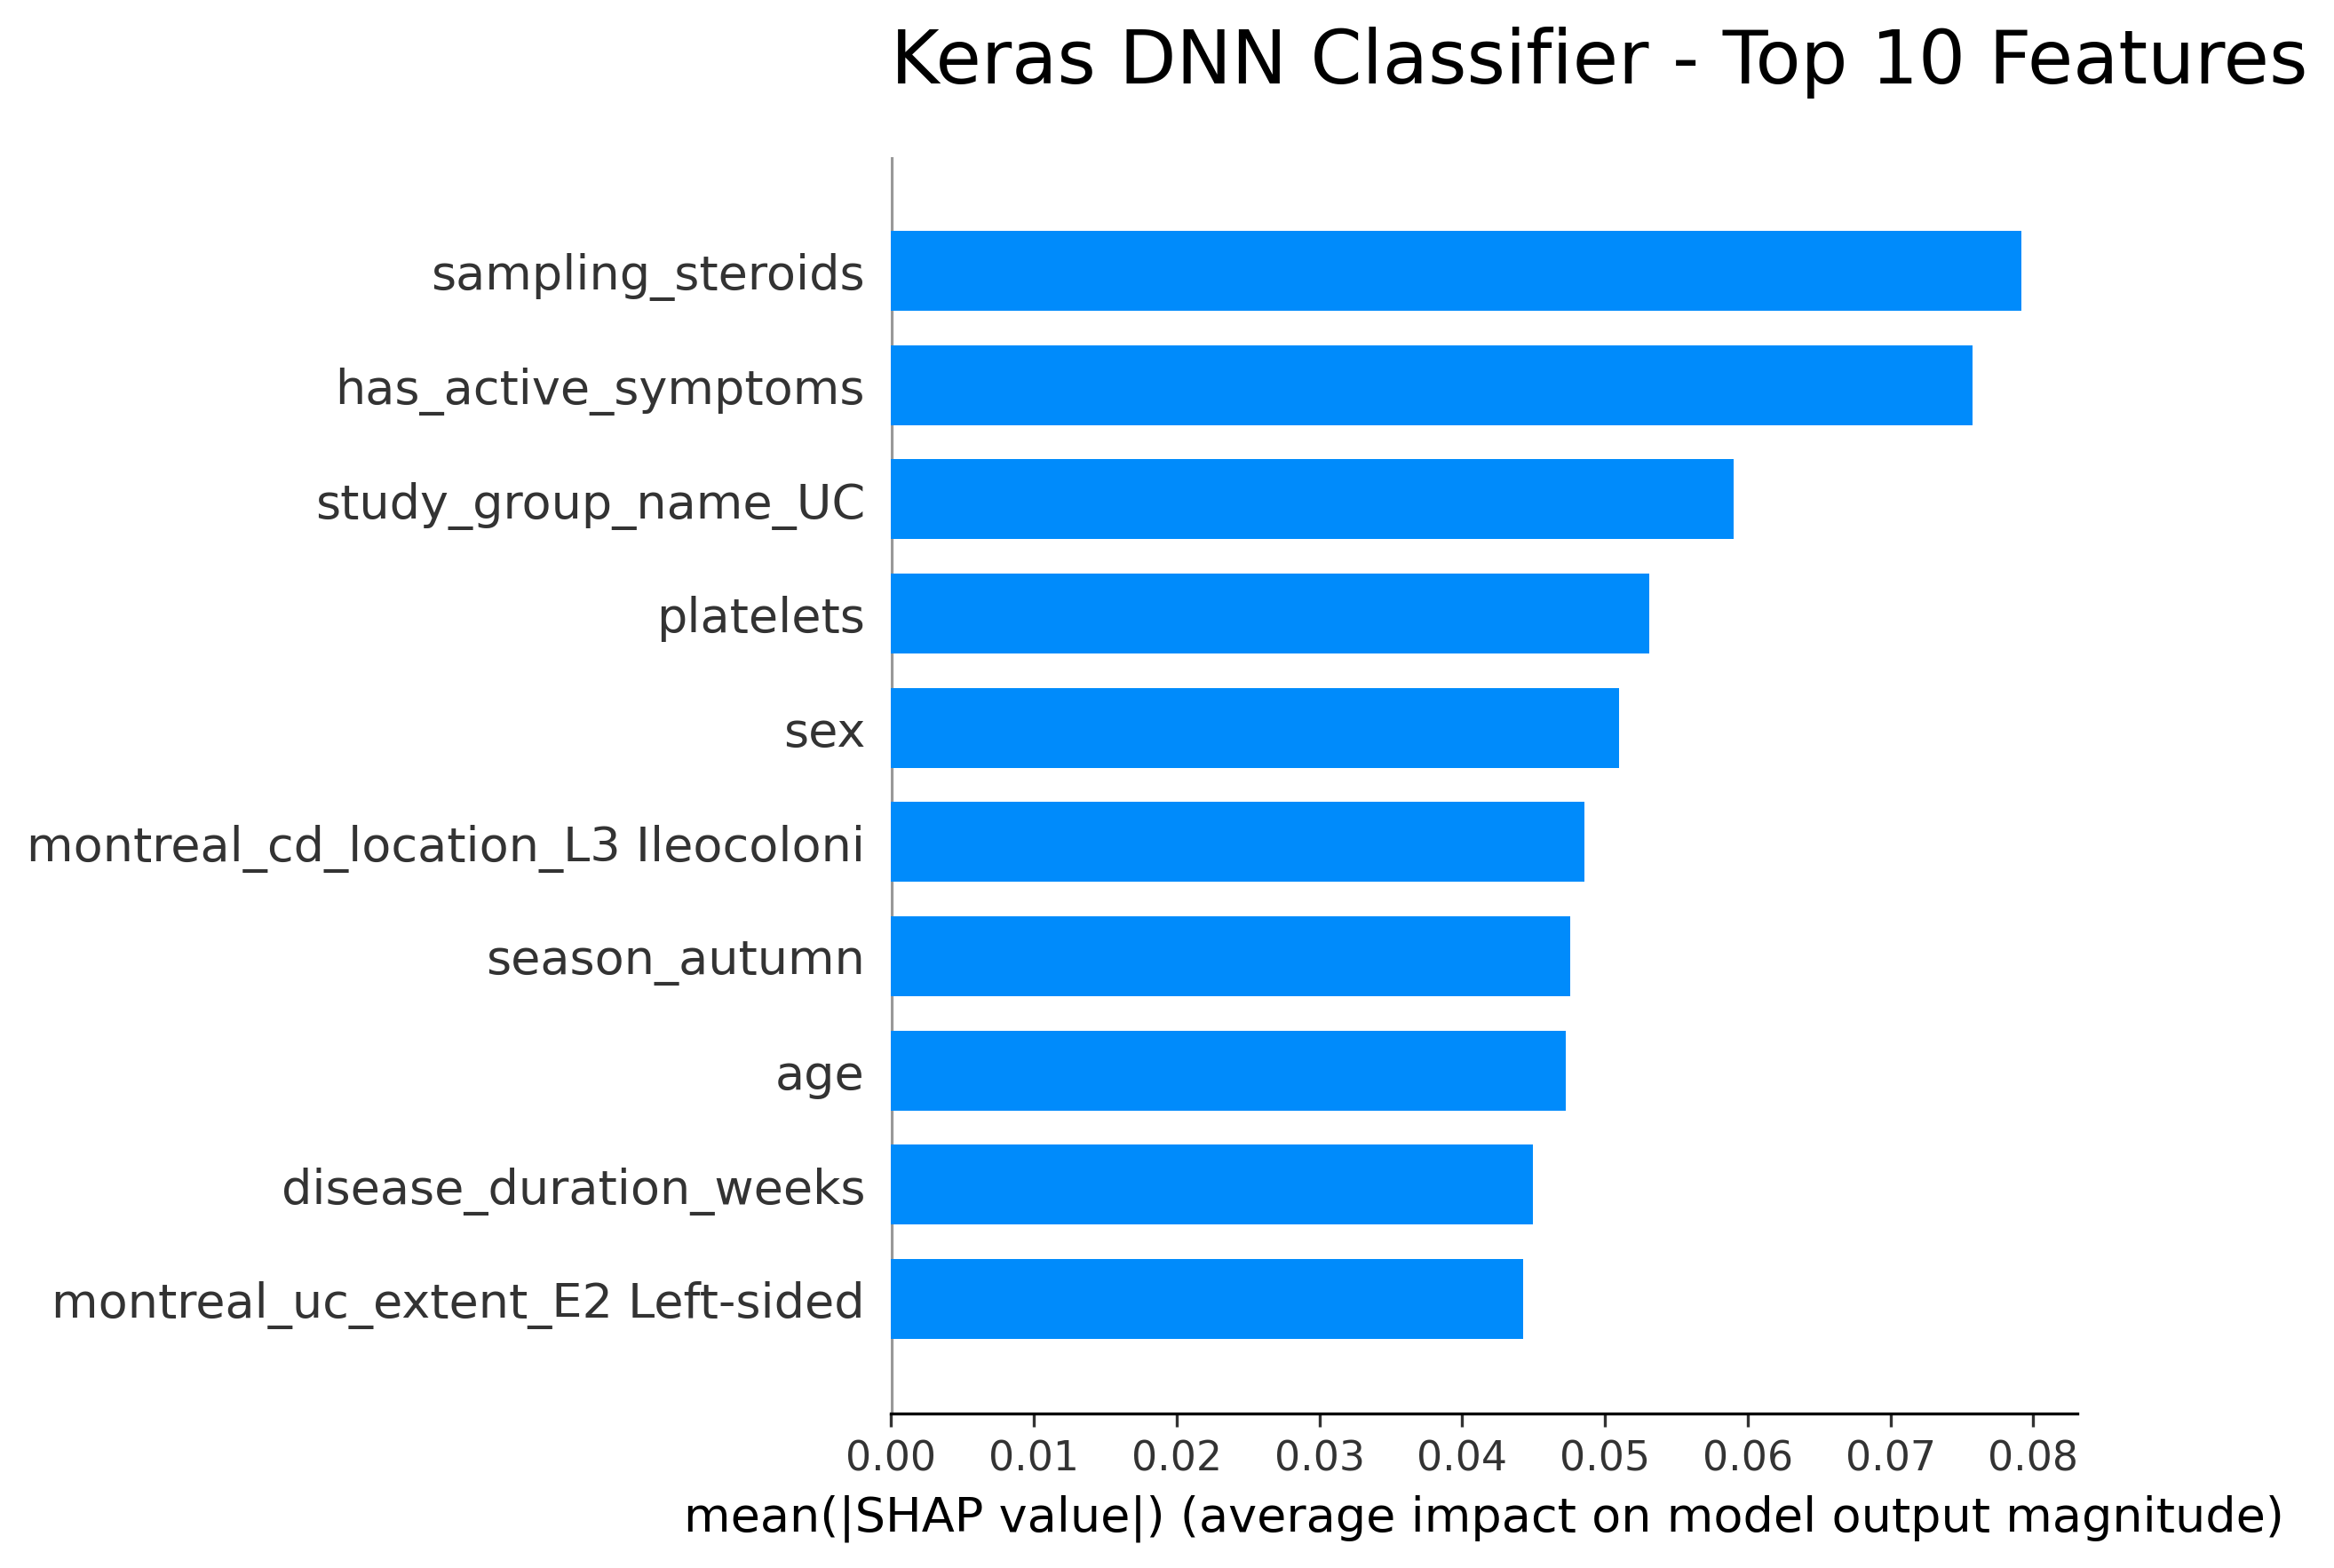 Keras DNN Classifier - Top 10 Features
sampling_steroids
has_active_symptoms
study_group_name_UC
platelets
sex
montreal_cd_location_L3 Ileocoloni
season_autumn
age
disease_duration_weeks
montreal_uc_extent_E2 Left-sided
0.00 0.01 0.02 0.03 0.04 0.05 0.06 0.07 0.08
mean(|SHAP value|) (average impact on model output magnitude)